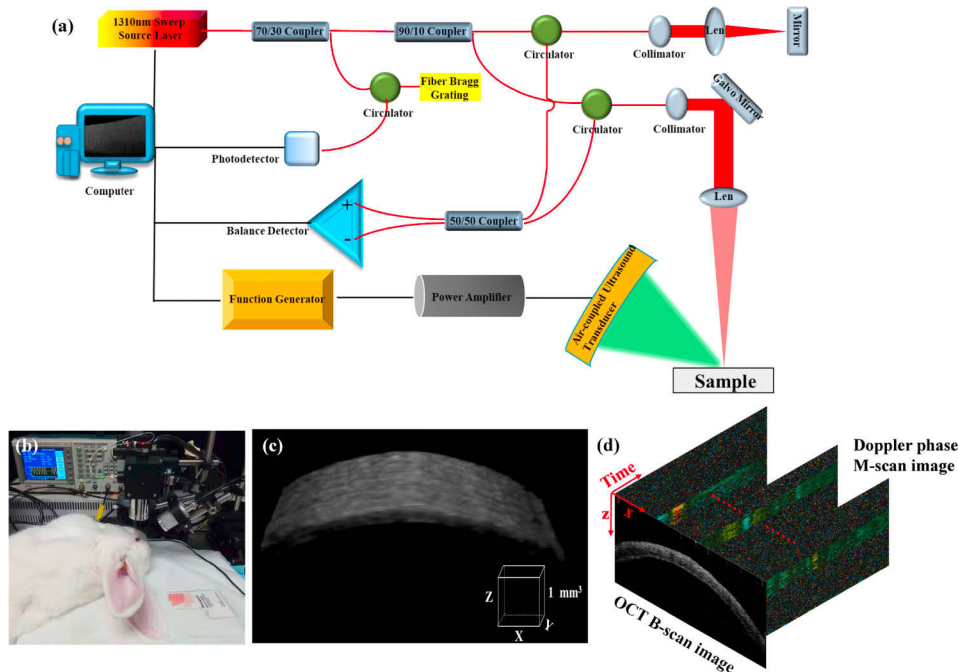 (a)
1310nm Sweep
Source Laser
70/30 Coupler
90/10 Coupler
Circulator
Collimator
Len
Mirror
Fiber Bragg
Grating
Circulator
Circulator
Collimator
Galvo Mirror
Photodetector
Computer
Len
+
-
50/50 Coupler
Balance Detector
Function Generator
Power Amplifier
Air-coupled Ultrasound
Transducer
Sample
(b)
(c)
Z
1 mm³
X
Y
(d)
Doppler phase
M-scan image
Time
x
z
OCT B-scan image